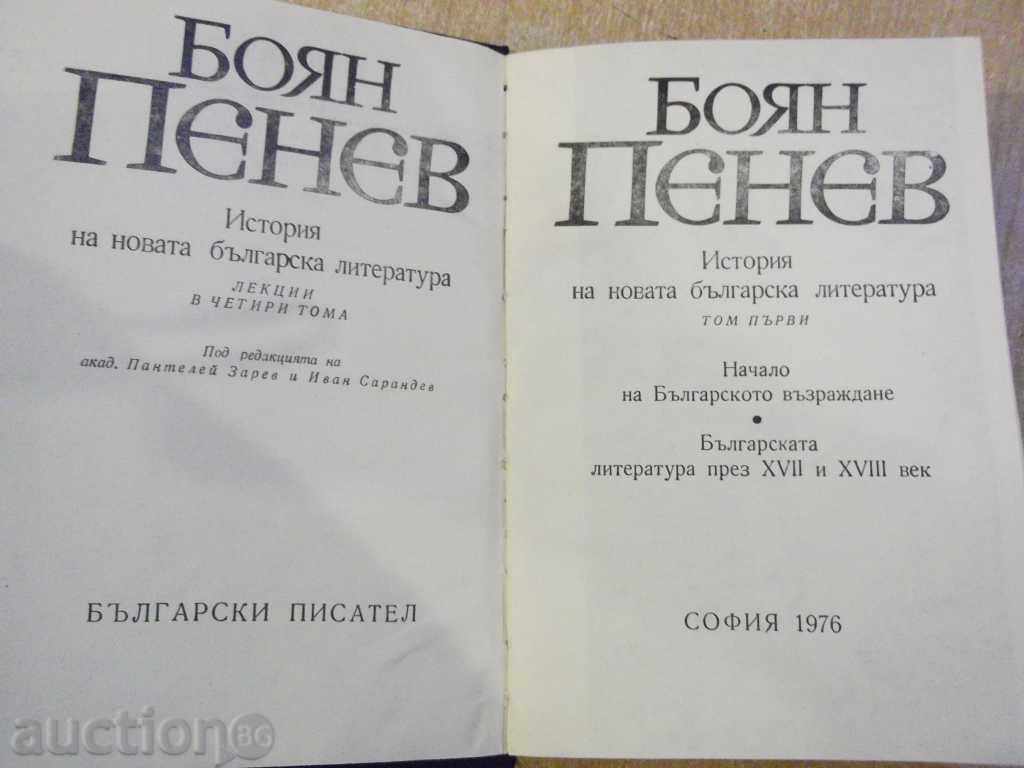 БОЯН
ПЕНЕВ
История
на новата българска литература
ЛЕКЦИИ
В ЧЕТИРИ ТОМА
Под редакцията на
акад. Пантелей Зарев и Иван Сарандев
БЪЛГАРСКИ ПИСАТЕЛ
БОЯН
ПЕНЕВ
История
на новата българска литература
ТОМ ПЪРВИ
Начало
на Българското възраждане
•
Българската
литература през XVII и XVIII век
СОФИЯ 1976
auction BG